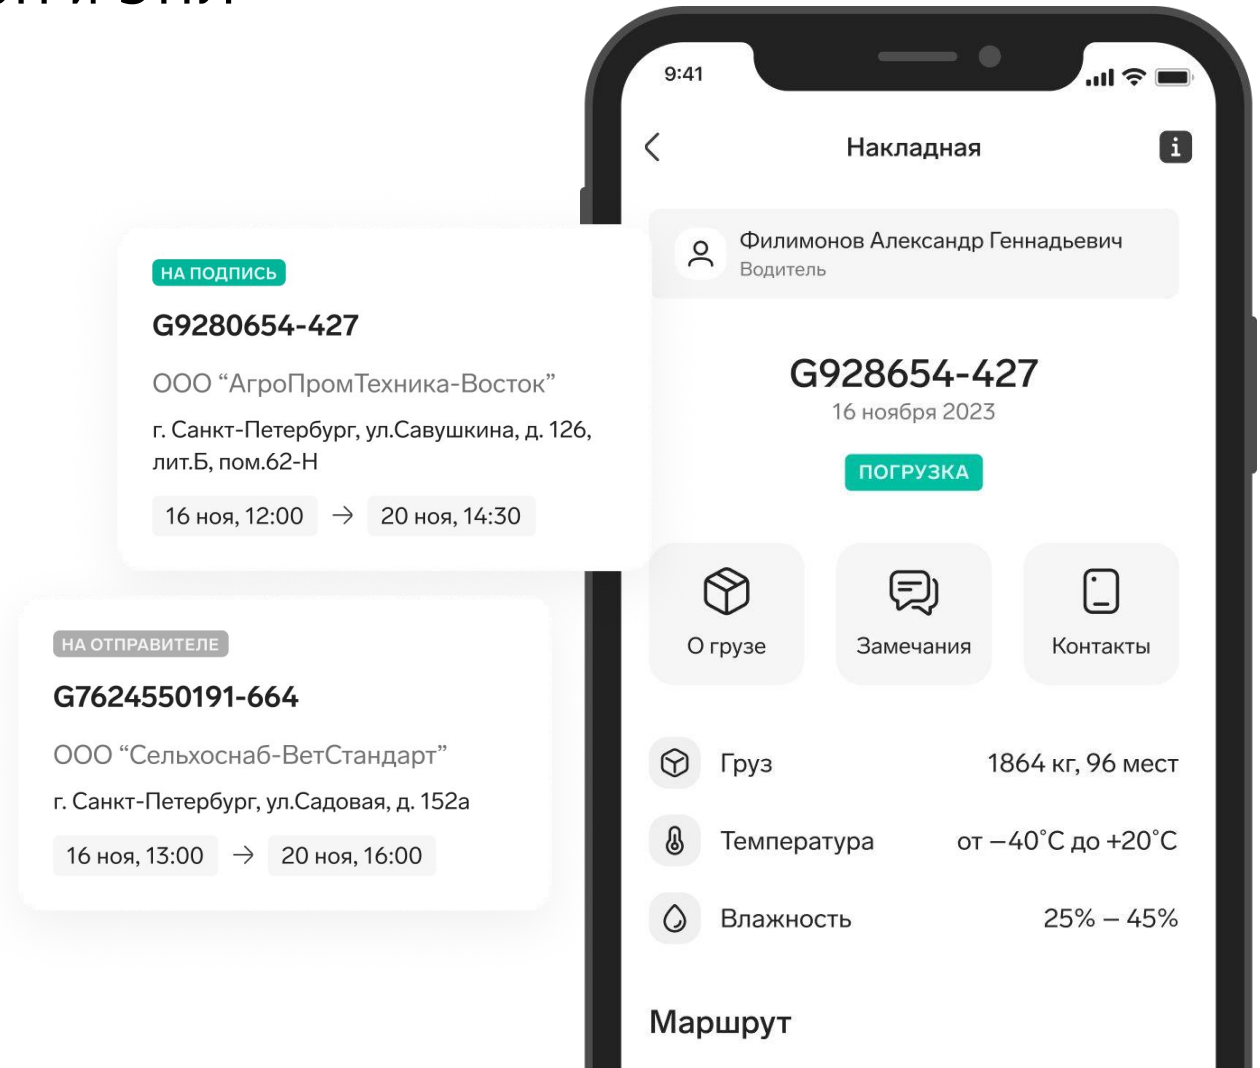 9:41
Накладная
Филимонов Александр Геннадьевич
Водитель
НА ПОДПИСЬ
G9280654-427
ООО “АгроПромТехника-Восток”
г. Санкт-Петербург, ул.Савушкина, д. 126,
лит.Б, пом.62-Н
16 ноя, 12:00 → 20 ноя, 14:30
НА ОТПРАВИТЕЛЕ
G7624550191-664
ООО “Сельхоснаб-ВетСтандарт”
г. Санкт-Петербург, ул.Садовая, д. 152а
16 ноя, 13:00 → 20 ноя, 16:00
G928654-427
16 ноября 2023
ПОГРУЗКА
О грузе
Замечания
Контакты
Груз 1864 кг, 96 мест
Температура от −40°C до +20°C
Влажность 25% – 45%
Маршрут